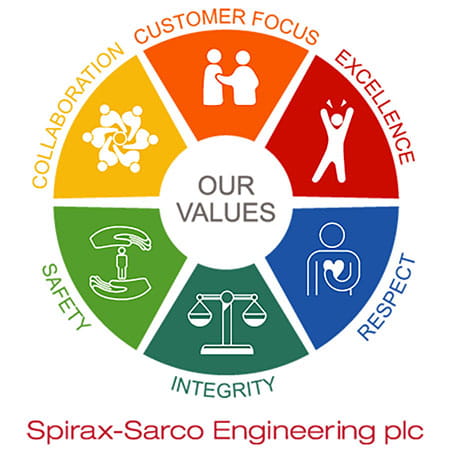 CUSTOMER FOCUS
EXCELLENCE
RESPECT
INTEGRITY
SAFETY
COLLABORATION
OUR
VALUES
Spirax-Sarco Engineering plc